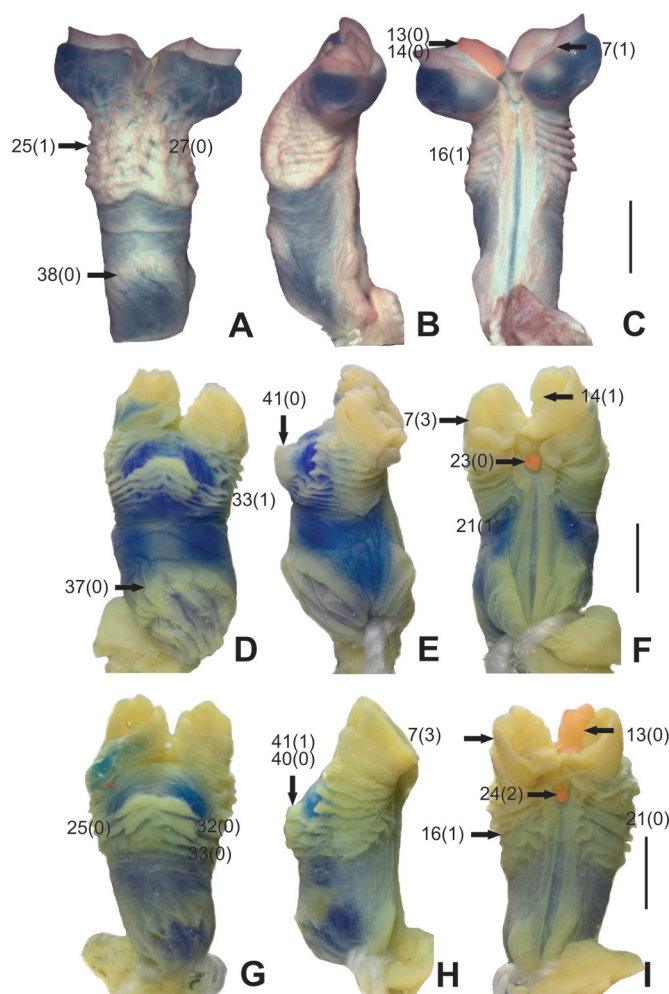 13(0)
14(0)
7(1)
25(1)
27(0)
16(1)
38(0)
A
B
C
41(0)
14(1)
7(3)
23(0)
33(1)
21(1)
37(0)
D
E
F
41(1)
40(0)
7(3)
13(0)
24(2)
25(0)
32(0)
21(0)
16(1)
33(0)
G
H
I